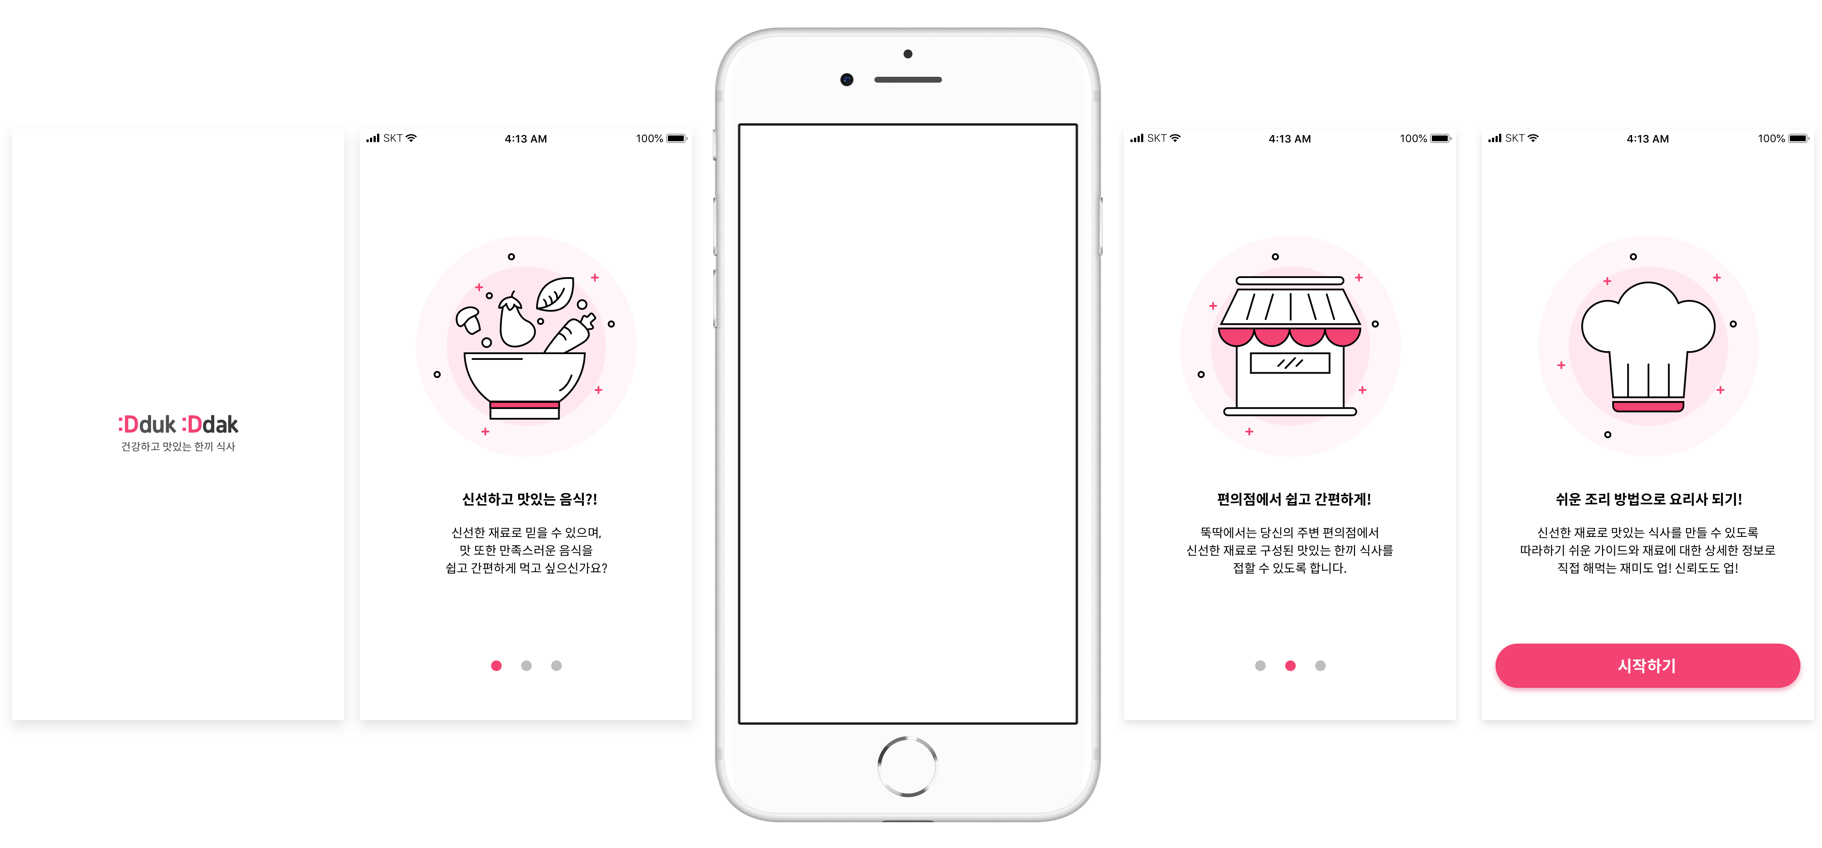 :Dduk :Ddak
건강하고 맛있는 한끼 식사
SKT
4:13 AM
100%
신선하고 맛있는 음식?!
신선한 재료로 믿을 수 있으며,
맛 또한 만족스러운 음식을
쉽고 간편하게 먹고 싶으신가요?
SKT
4:13 AM
100%
편의점에서 쉽고 간편하게!
뚝딱에서는 당신의 주변 편의점에서
신선한 재료로 구성된 맛있는 한끼 식사를
접할 수 있도록 합니다.
SKT
4:13 AM
100%
쉬운 조리 방법으로 요리사 되기!
신선한 재료로 맛있는 식사를 만들 수 있도록
따라하기 쉬운 가이드와 재료에 대한 상세한 정보로
직접 해먹는 재미도 업! 신뢰도도 업!
시작하기